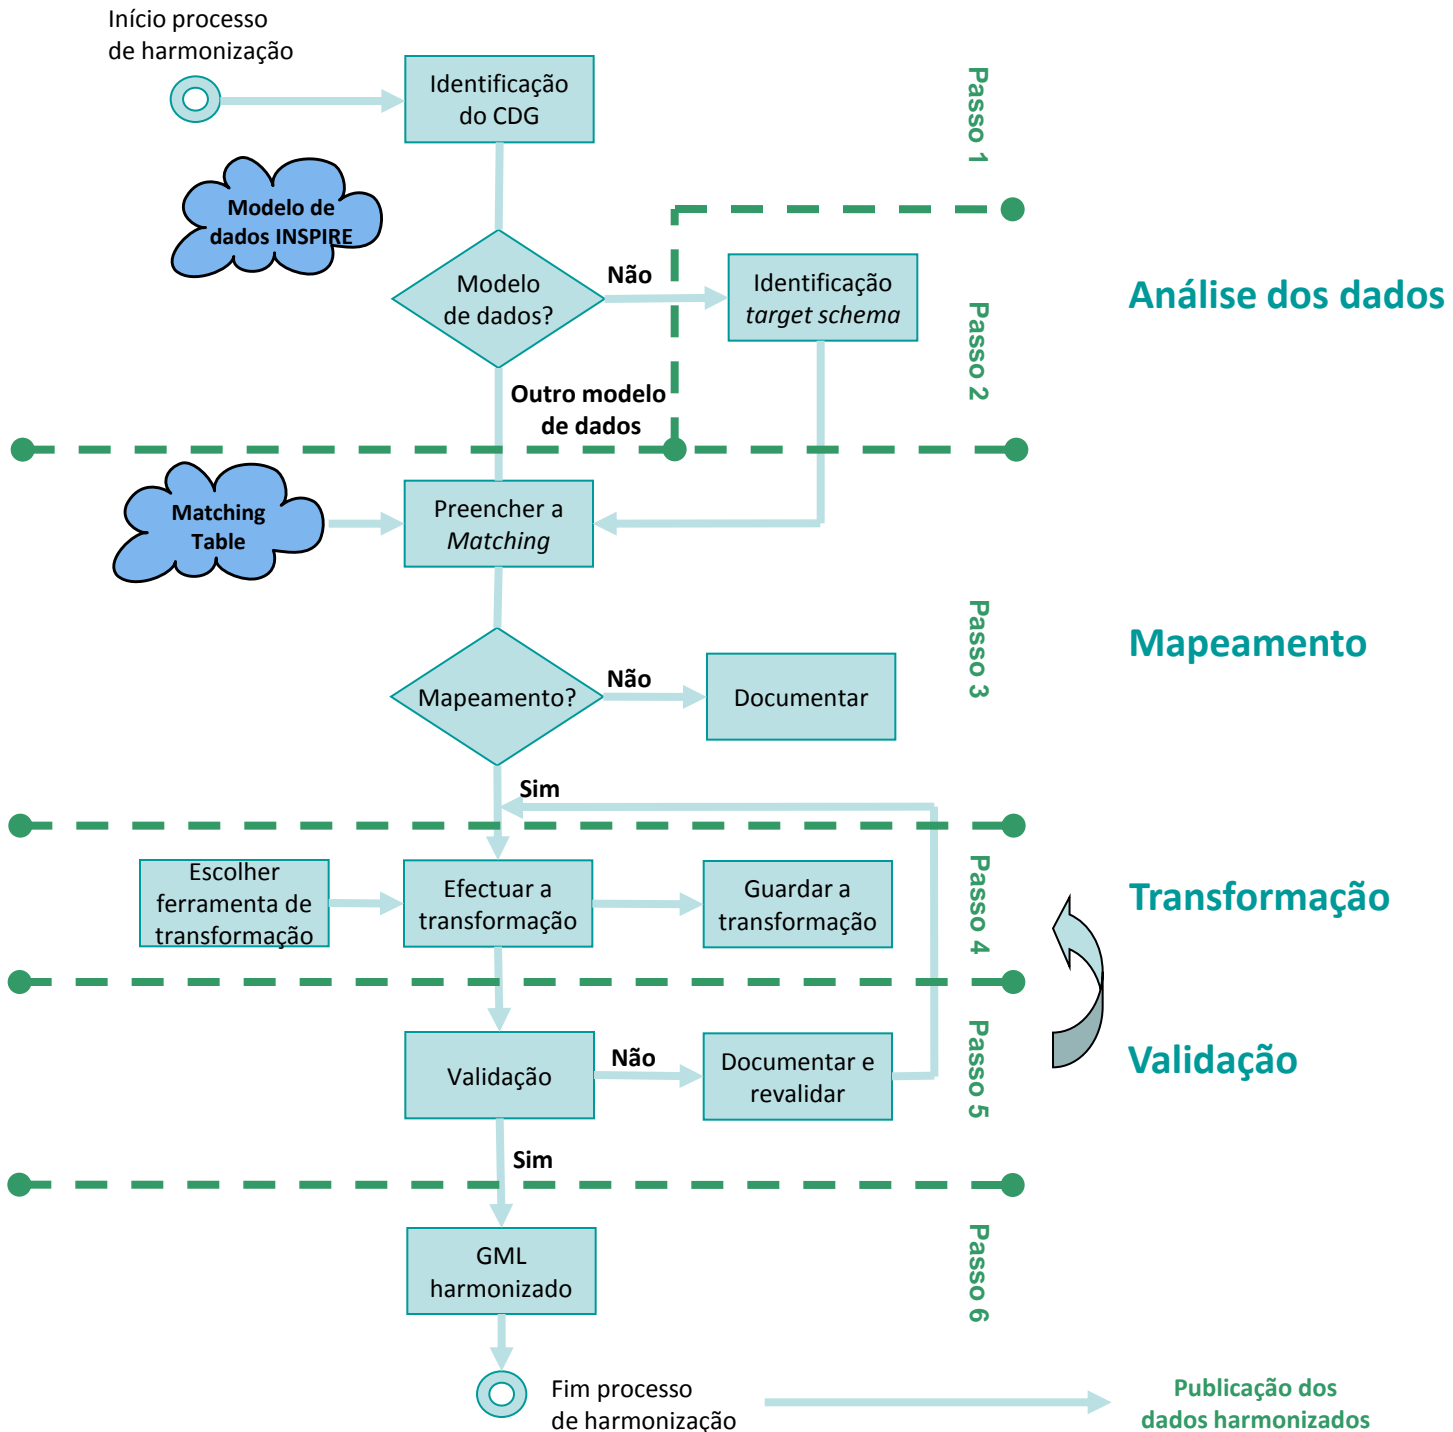 Início processo
de harmonização
Identificação
do CDG
Passo 1
Modelo de
dados INSPIRE
Modelo
de dados?
Não
Identificação
target schema
Passo 2
Análise dos dados
Outro modelo
de dados
Matching
Table
Preencher a
Matching
Passo 3
Mapeamento
Mapeamento?
Não
Documentar
Sim
Escolher
ferramenta de
transformação
Efectuar a
transformação
Guardar a
transformação
Passo 4
Transformação
Validação
Não
Documentar e
revalidar
Passo 5
Validação
Sim
GML
harmonizado
Passo 6
Fim processo
de harmonização
Publicação dos
dados harmonizados